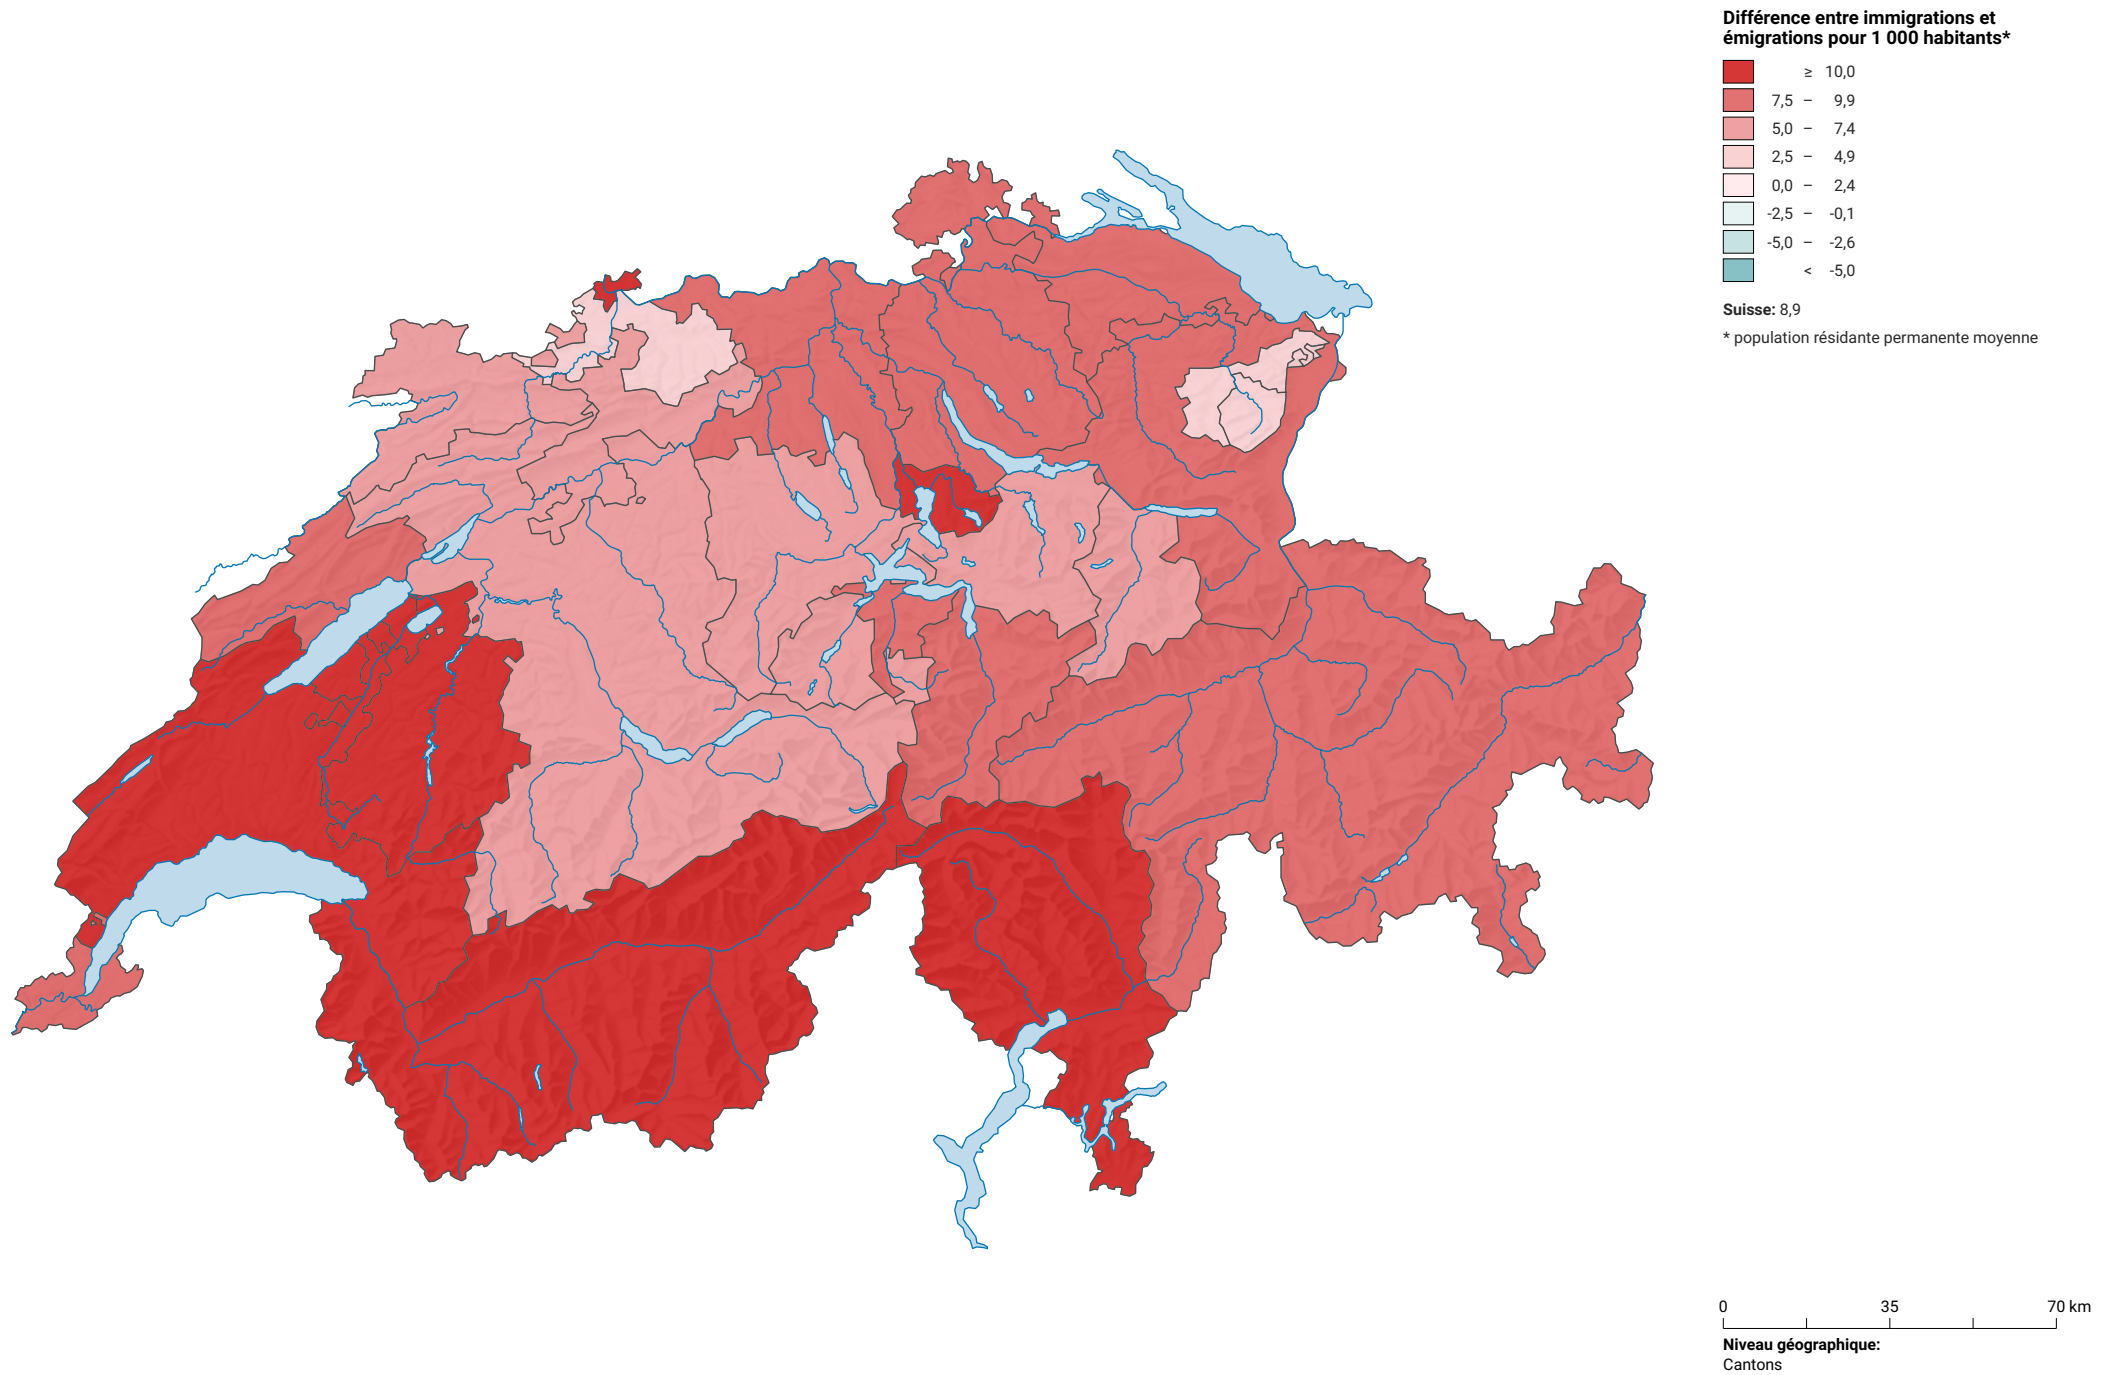 Différence entre immigrations et
émigrations pour 1 000 habitants*
≥ 10,0
7,5 – 9,9
5,0 – 7,4
2,5 – 4,9
0,0 – 2,4
-2,5 – -0,1
-5,0 – -2,6
< -5,0
Suisse: 8,9
* population résidante permanente moyenne
0 35 70 km
Niveau géographique:
Cantons